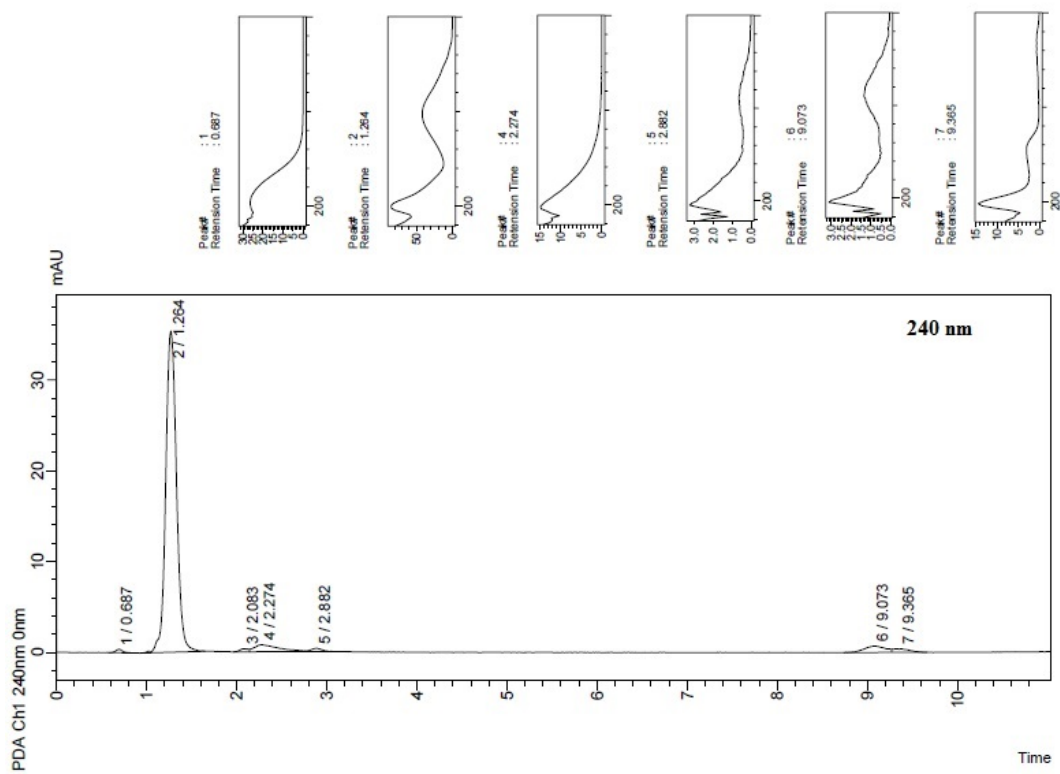 Peak# : 1
Retension Time : 0.687
30 25 20 15 10 5 0
200
Peak# : 2
Retension Time : 1.264
50 0
200
Peak# : 4
Retension Time : 2.274
15 10 5 0
200
Peak# : 5
Retension Time : 2.882
3.0 2.0 1.0 0.0
200
Peak# : 6
Retension Time : 9.073
3.0 2.5 2.0 1.5 1.0 0.5 0.0
200
Peak# : 7
Retension Time : 9.365
15 10 5 0
200
mAU
240 nm
30
20
10
0
1 / 0.687
2 / 1.264
3 / 2.083
4 / 2.274
5 / 2.882
6 / 9.073
7 / 9.365
0 1 2 3 4 5 6 7 8 9 10
PDA Ch1 240nm 0nm
Time